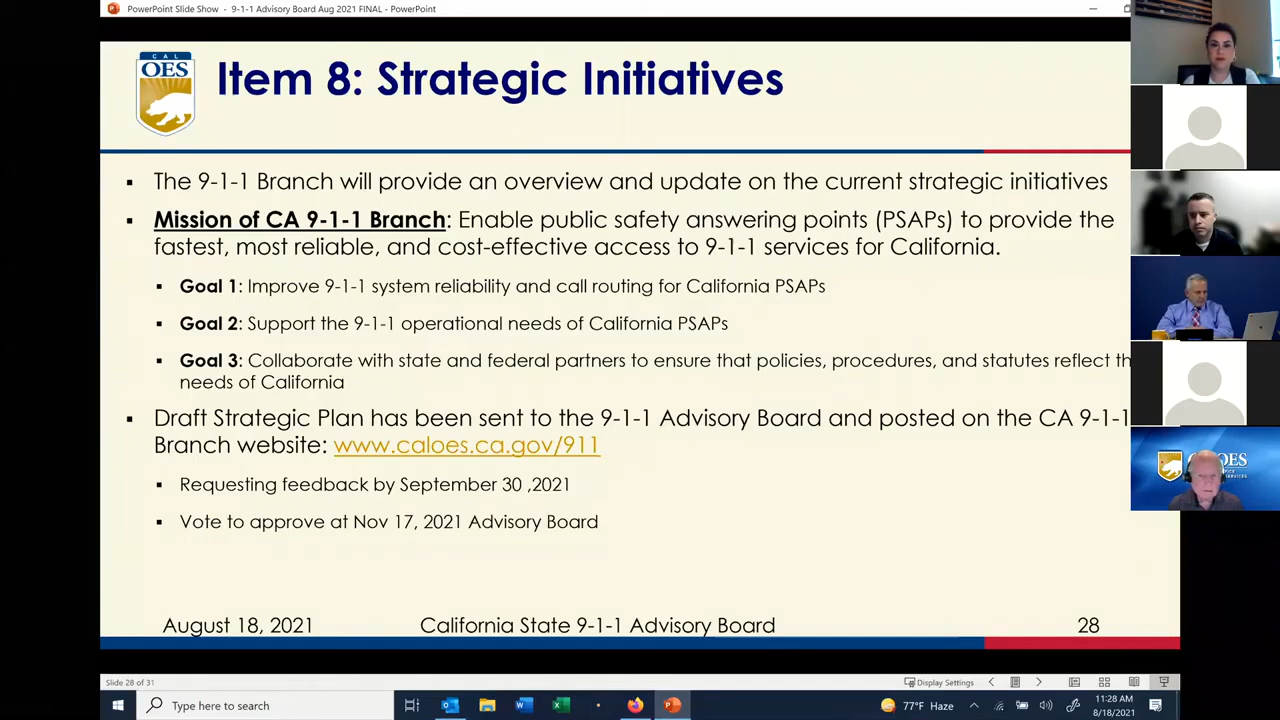 PowerPoint Slide Show - 9-1-1 Advisory Board Aug 2021 FINAL - PowerPoint
CAL
OES
Item 8: Strategic Initiatives
The 9-1-1 Branch will provide an overview and update on the current strategic initiatives
Mission of CA 9-1-1 Branch: Enable public safety answering points (PSAPs) to provide the
fastest, most reliable, and cost-effective access to 9-1-1 services for California.
Goal 1: Improve 9-1-1 system reliability and call routing for California PSAPs
Goal 2: Support the 9-1-1 operational needs of California PSAPs
Goal 3: Collaborate with state and federal partners to ensure that policies, procedures, and statutes reflect th
needs of California
Draft Strategic Plan has been sent to the 9-1-1 Advisory Board and posted on the CA 9-1-1
Branch website: www.caloes.ca.gov/911
Requesting feedback by September 30 ,2021
Vote to approve at Nov 17, 2021 Advisory Board
August 18, 2021 California State 9-1-1 Advisory Board 28
Slide 28 of 31 Display Settings
Type here to search 77°F Haze 11:28 AM
8/18/2021